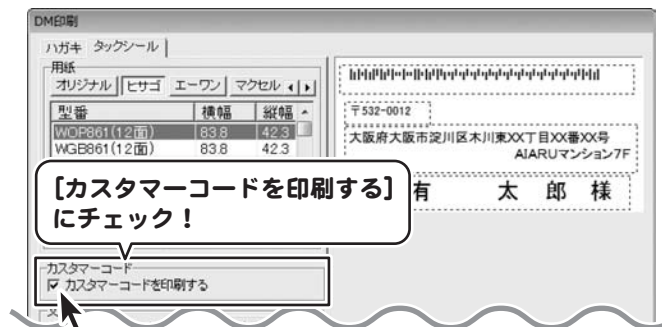 DM印刷
ハガキ タックシール
用紙
オリジナル ヒサゴ エーワン マクセル
型番 横幅 縦幅
WOP861(12面) 83.8 42.3
WGB861(12面) 83.8 42.3
〒532-0012
大阪府大阪市淀川区木川東XX丁目XX番XX号
AIARUマンション7F
有 太 郎 様
[カスタマーコードを印刷する]
にチェック！
カスタマーコード
カスタマーコードを印刷する